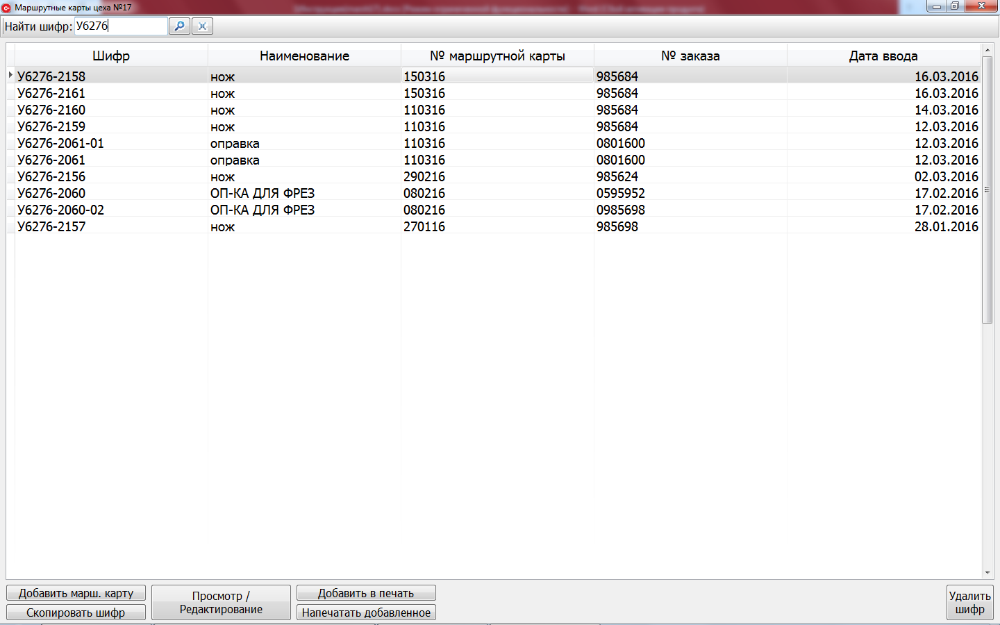 Маршрутные карты цеха №17
Найти шифр: У6276
Шифр Наименование № маршрутной карты № заказа Дата ввода
У6276-2158 нож 150316 985684 16.03.2016
У6276-2161 нож 150316 985684 16.03.2016
У6276-2160 нож 110316 985684 14.03.2016
У6276-2159 нож 110316 985684 12.03.2016
У6276-2061-01 оправка 110316 0801600 12.03.2016
У6276-2061 оправка 110316 0801600 12.03.2016
У6276-2156 нож 290216 985624 02.03.2016
У6276-2060 ОП-КА ДЛЯ ФРЕЗ 080216 0595952 17.02.2016
У6276-2060-02 ОП-КА ДЛЯ ФРЕЗ 080216 0985698 17.02.2016
У6276-2157 нож 270116 985698 28.01.2016
Добавить марш. карту
Скопировать шифр
Просмотр /
Редактирование
Добавить в печать
Напечатать добавленное
Удалить
шифр